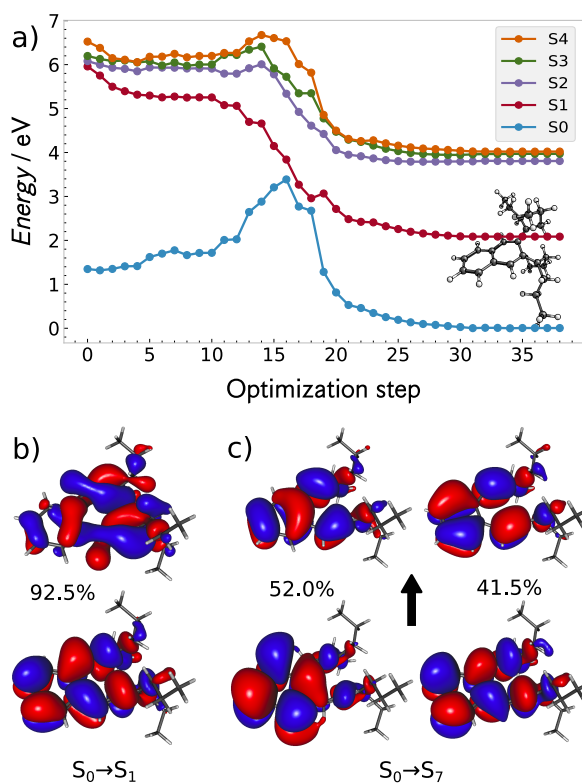 a)
Energy / eV
7
6
5
4
3
2
1
0
S4
S3
S2
S1
S0
0 5 10 15 20 25 30 35
Optimization step
b) c)
92.5% 52.0% 41.5%
S₀→S₁ S₀→S₇